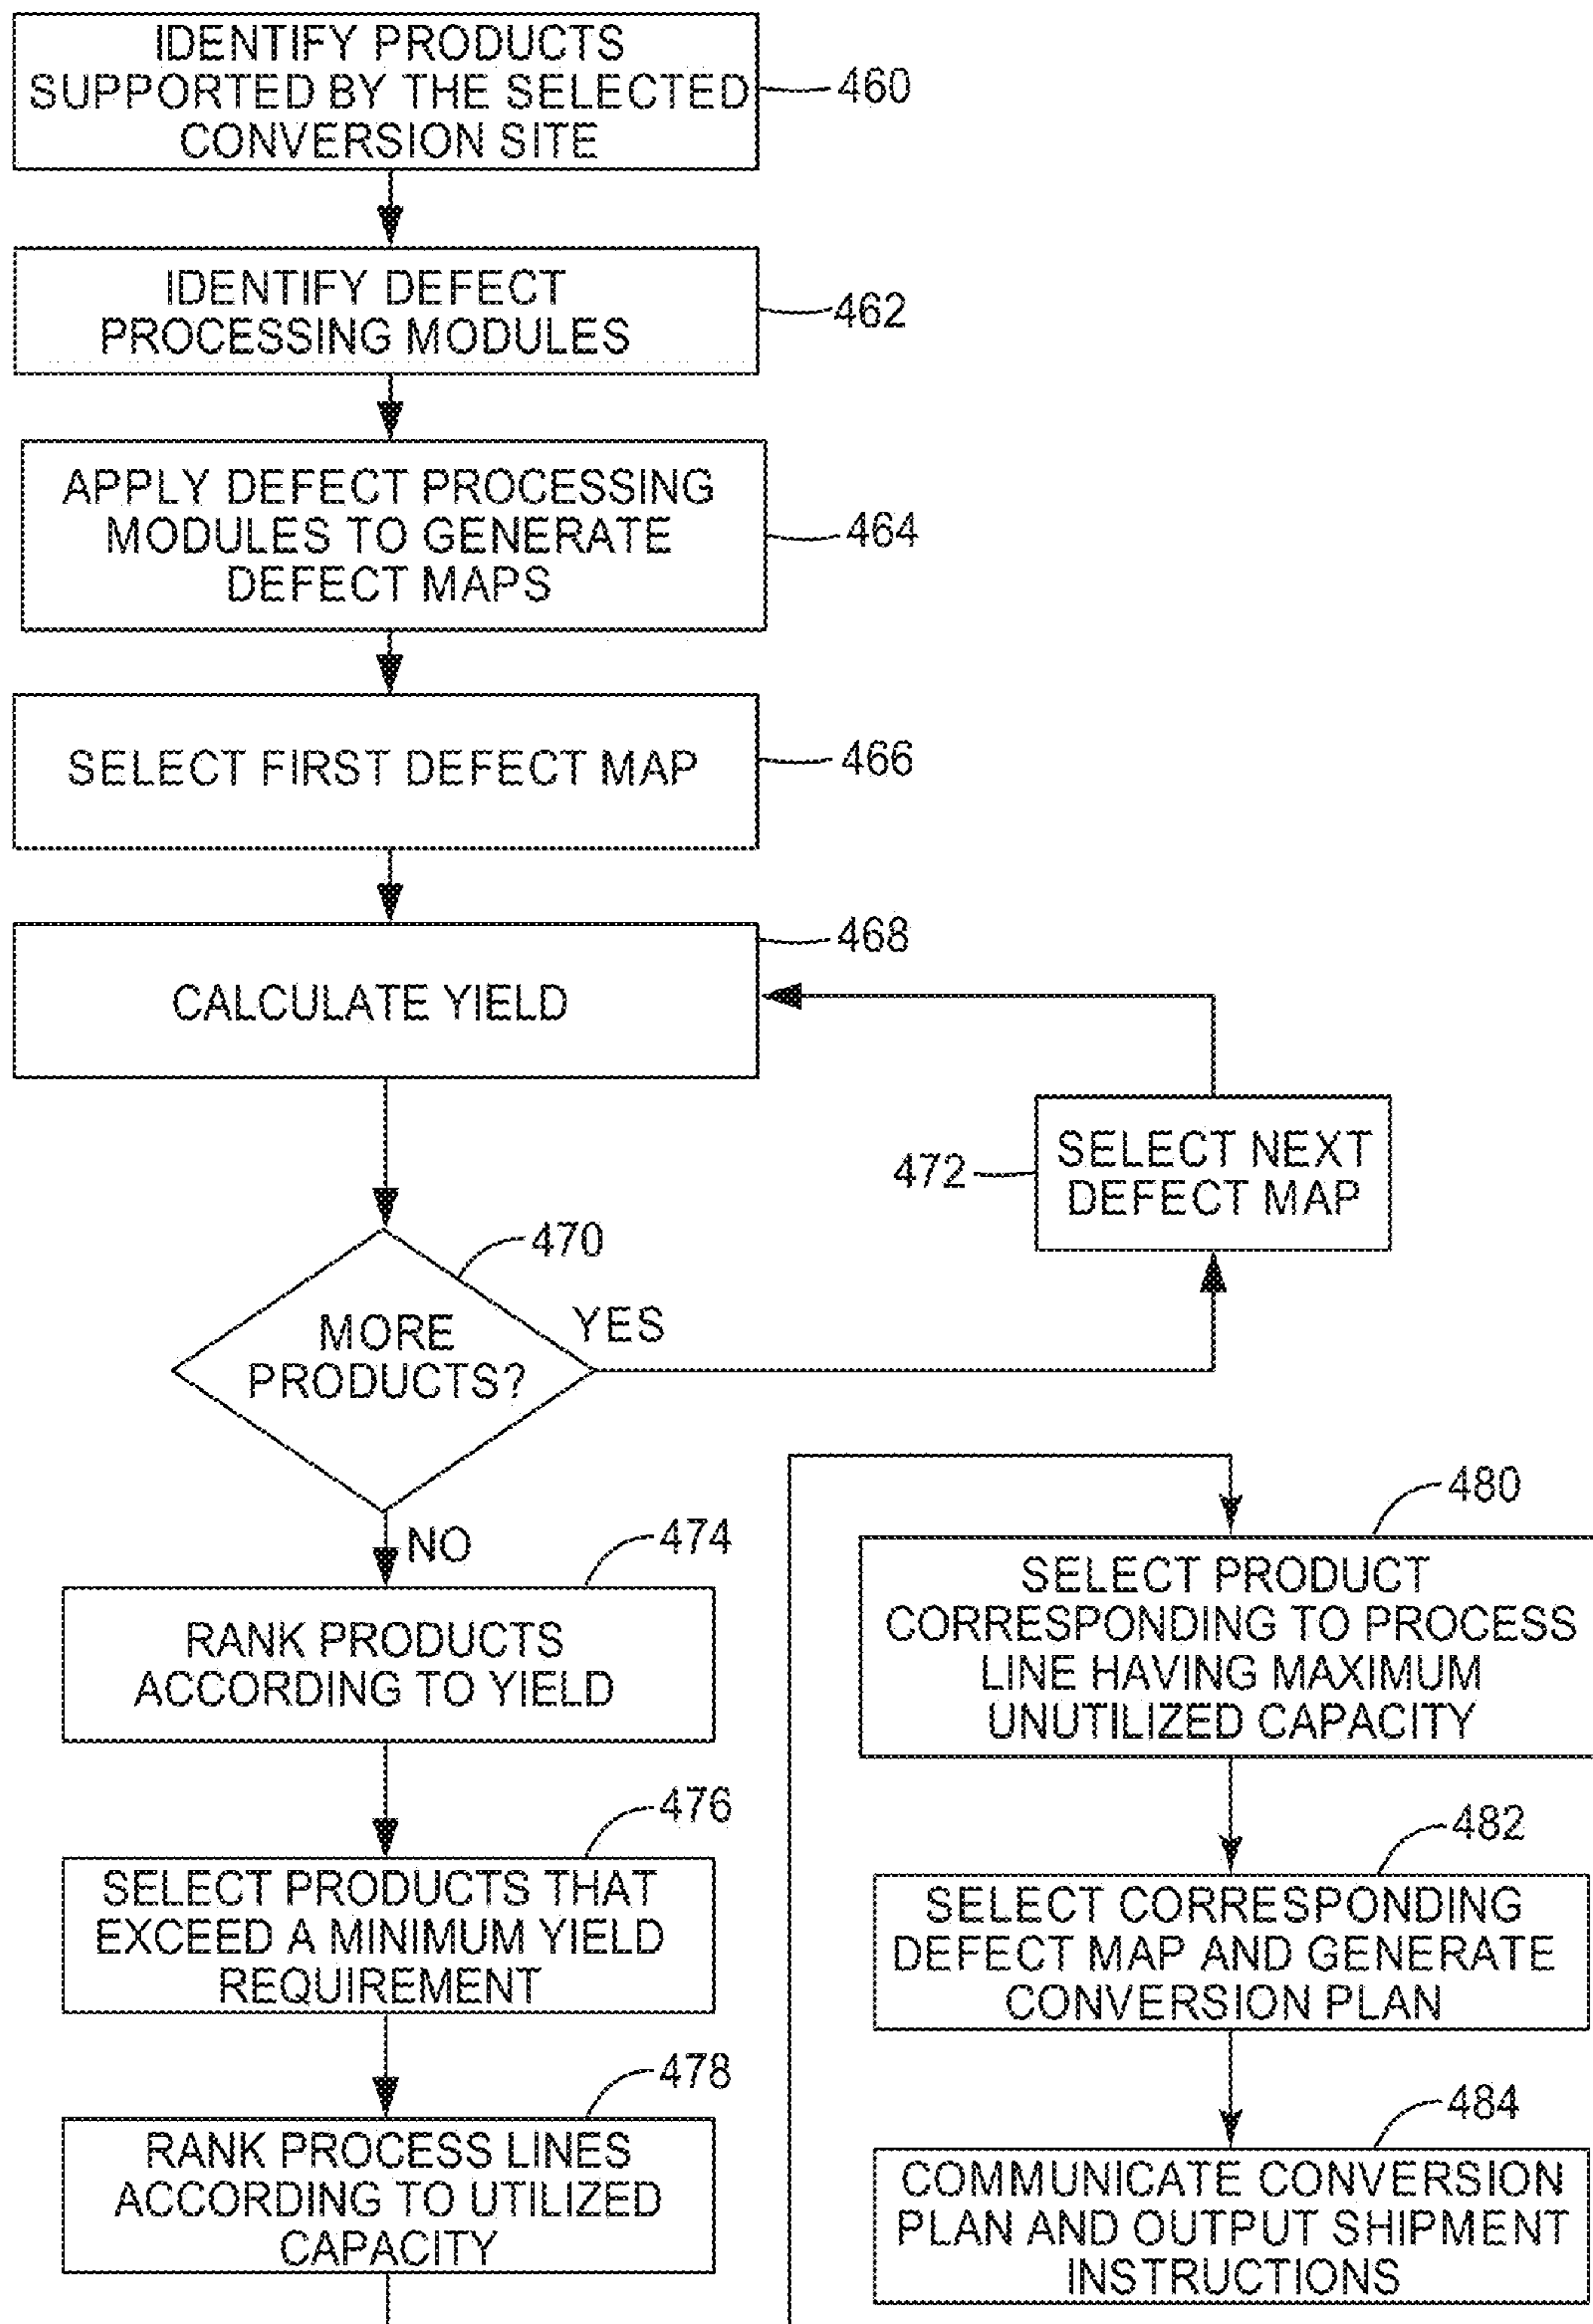 IDENTIFY PRODUCTS
SUPPORTED BY THE SELECTED
CONVERSION SITE
460
IDENTIFY DEFECT
PROCESSING MODULES
462
APPLY DEFECT PROCESSING
MODULES TO GENERATE
DEFECT MAPS
464
SELECT FIRST DEFECT MAP
466
CALCULATE YIELD
468
SELECT NEXT
DEFECT MAP
472
MORE
PRODUCTS?
470
YES
NO
RANK PRODUCTS
ACCORDING TO YIELD
474
SELECT PRODUCTS THAT
EXCEED A MINIMUM YIELD
REQUIREMENT
476
RANK PROCESS LINES
ACCORDING TO UTILIZED
CAPACITY
478
SELECT PRODUCT
CORRESPONDING TO PROCESS
LINE HAVING MAXIMUM
UNUTILIZED CAPACITY
480
SELECT CORRESPONDING
DEFECT MAP AND GENERATE
CONVERSION PLAN
482
COMMUNICATE CONVERSION
PLAN AND OUTPUT SHIPMENT
INSTRUCTIONS
484